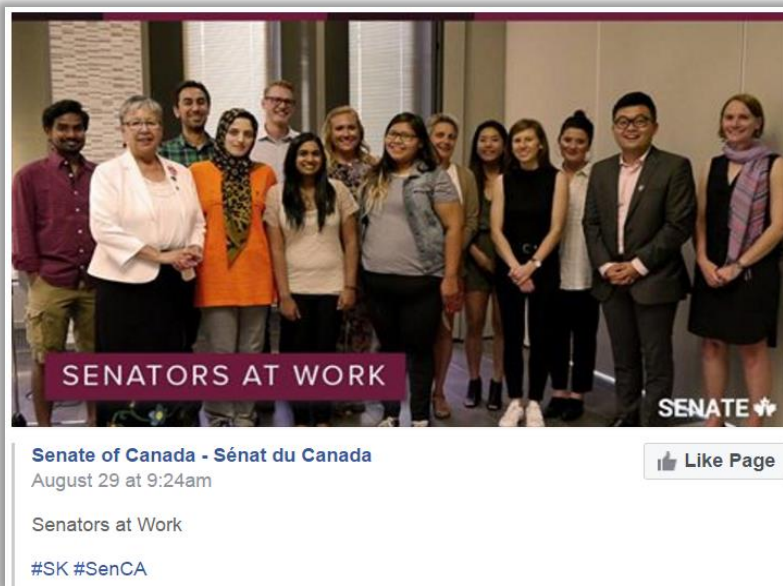 SENATORS AT WORK
SENATE
Senate of Canada - Sénat du Canada
Like Page
August 29 at 9:24am
Senators at Work
#SK #SenCA